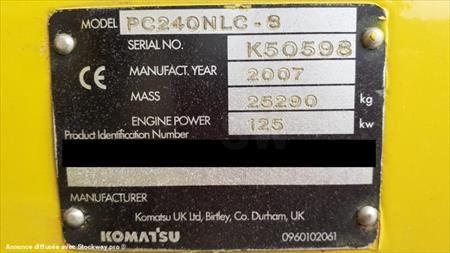 MODEL PC240NLC-8
SERIAL NO. K50598
MANUFACT. YEAR 2007
MASS 25290 kg
ENGINE POWER 125 kw
Product Identification Number
MANUFACTURER
Komatsu UK Ltd, Birtley, Co. Durham, UK
KOMATSU 0960102061
Annonce diffusée avec Stockway.pro ©